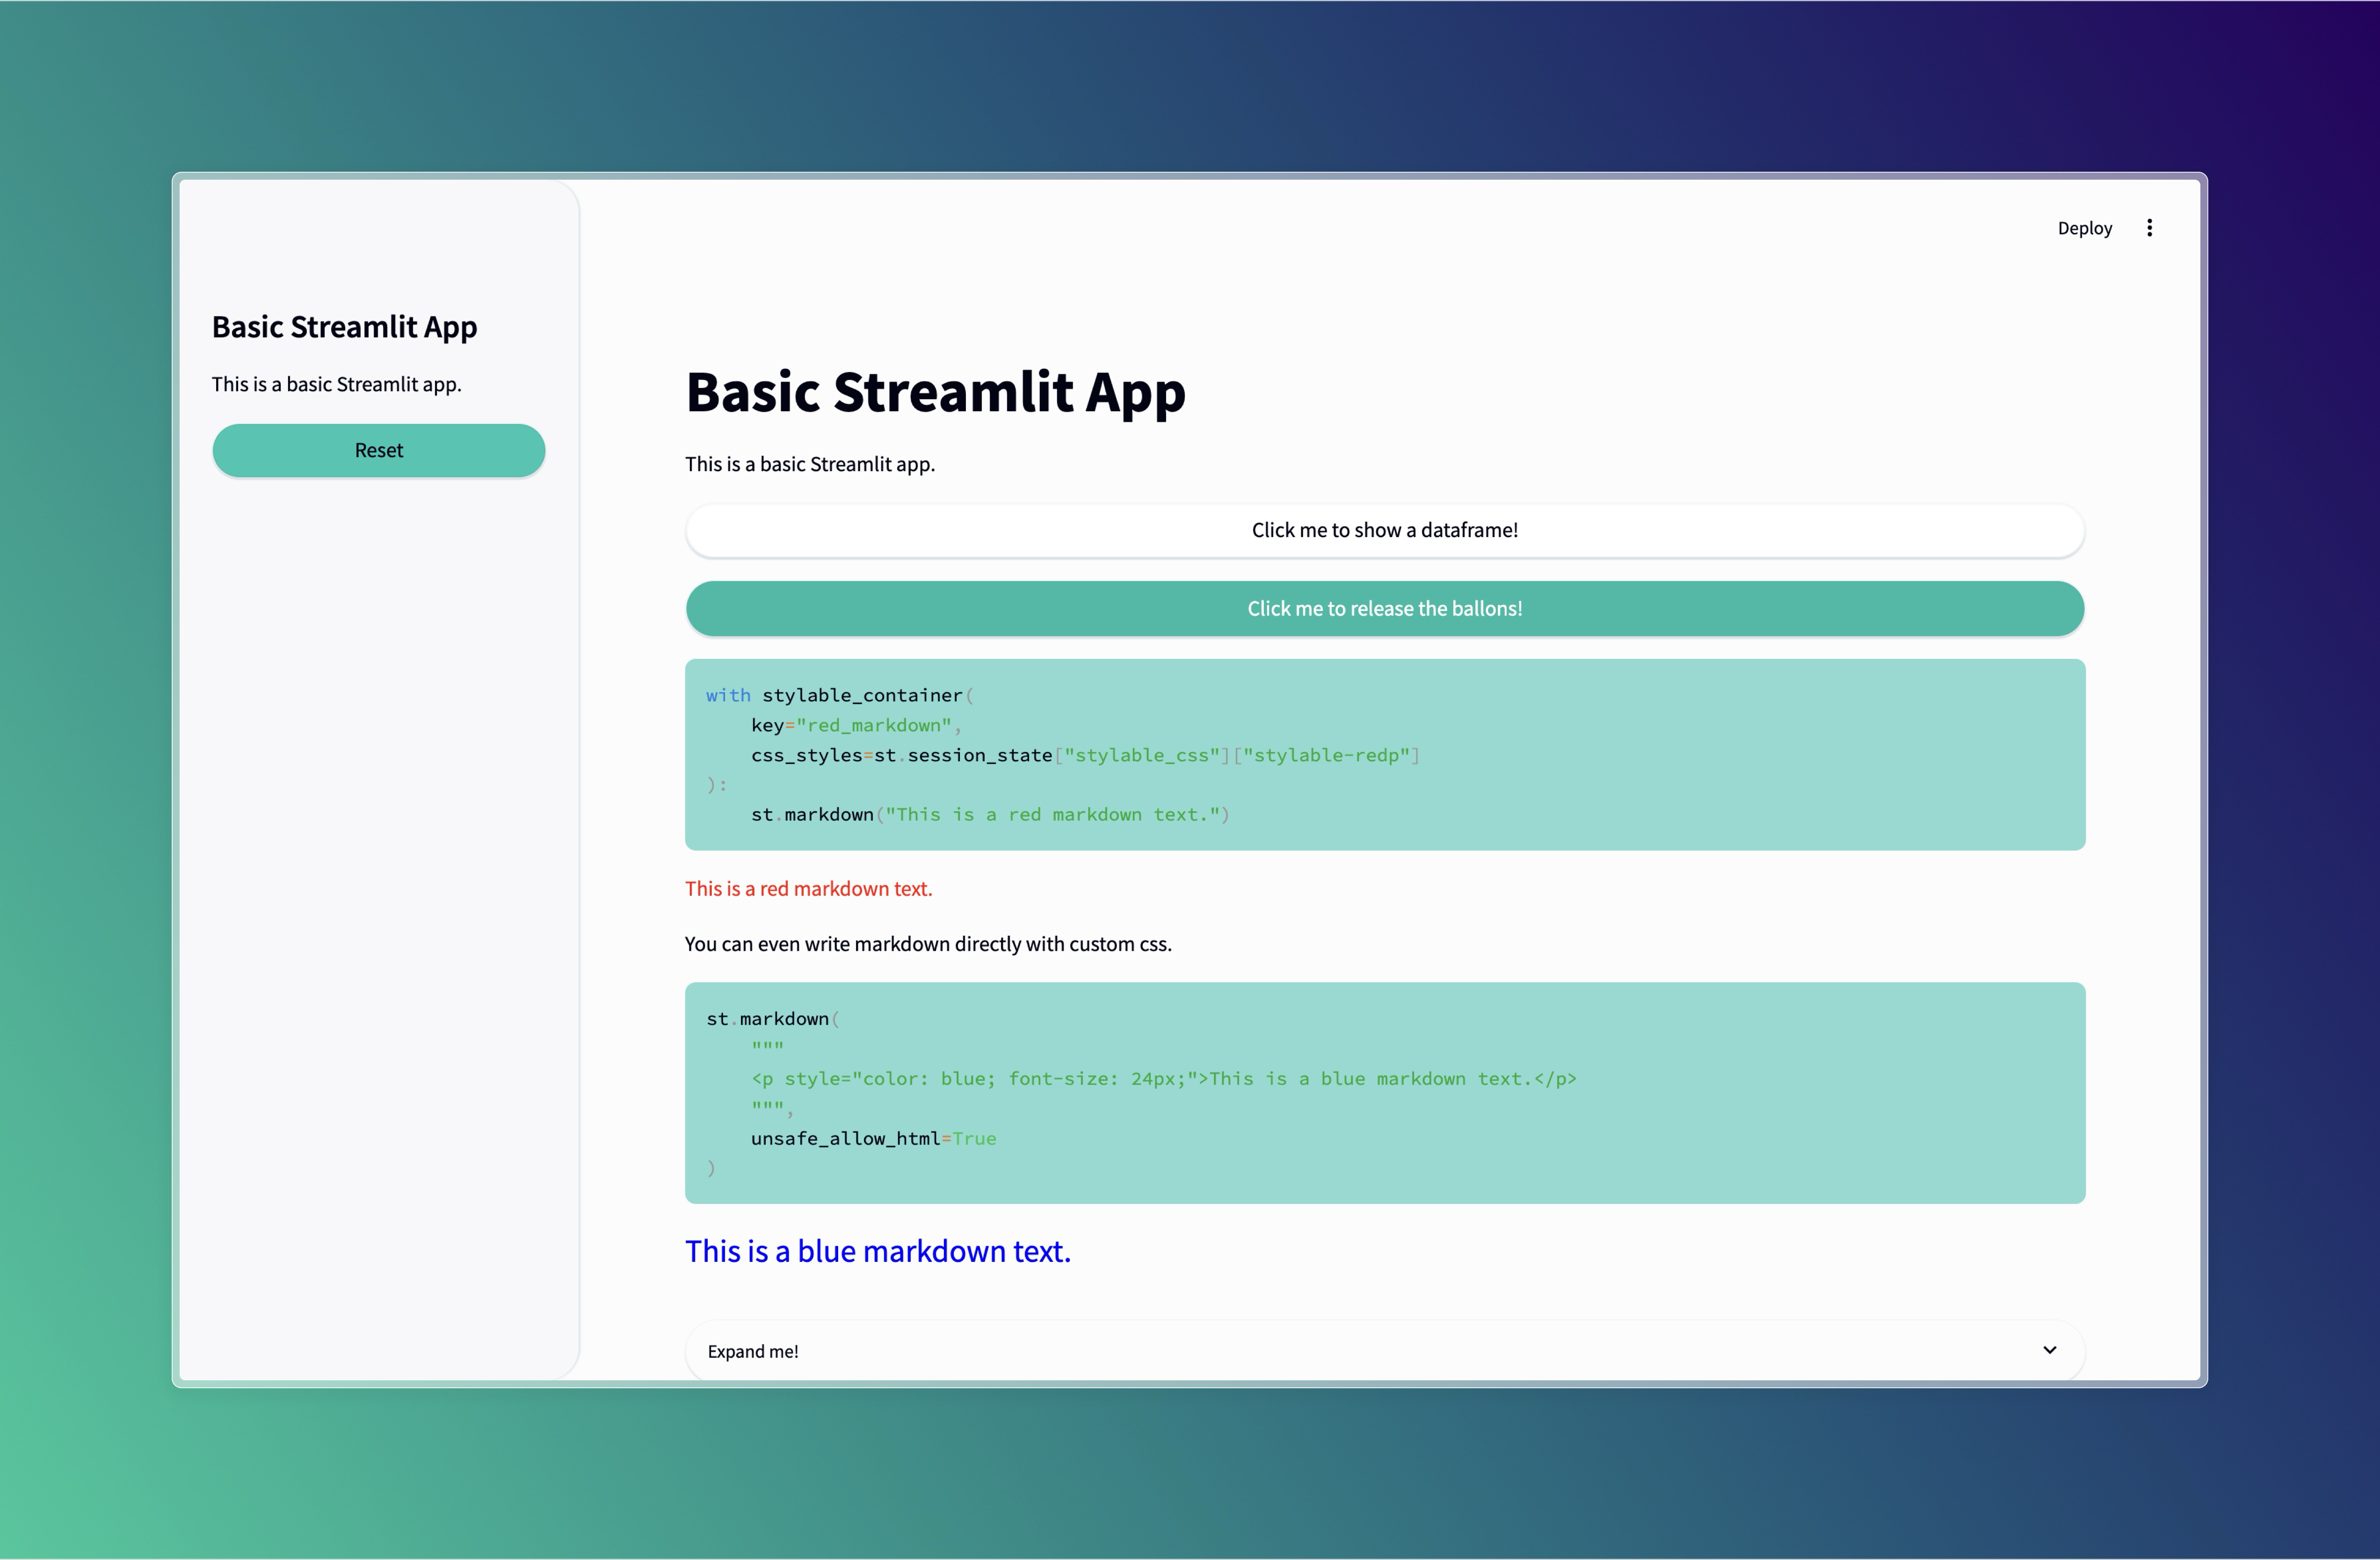 Deploy
Basic Streamlit App
This is a basic Streamlit app.
Reset
Basic Streamlit App
This is a basic Streamlit app.
Click me to show a dataframe!
Click me to release the ballons!
with stylable_container(
    key="red_markdown",
    css_styles=st.session_state["stylable_css"]["stylable-redp"]
):
    st.markdown("This is a red markdown text.")
This is a red markdown text.
You can even write markdown directly with custom css.
st.markdown(
    """
    <p style="color: blue; font-size: 24px;">This is a blue markdown text.</p>
    """,
    unsafe_allow_html=True
)
This is a blue markdown text.
Expand me!